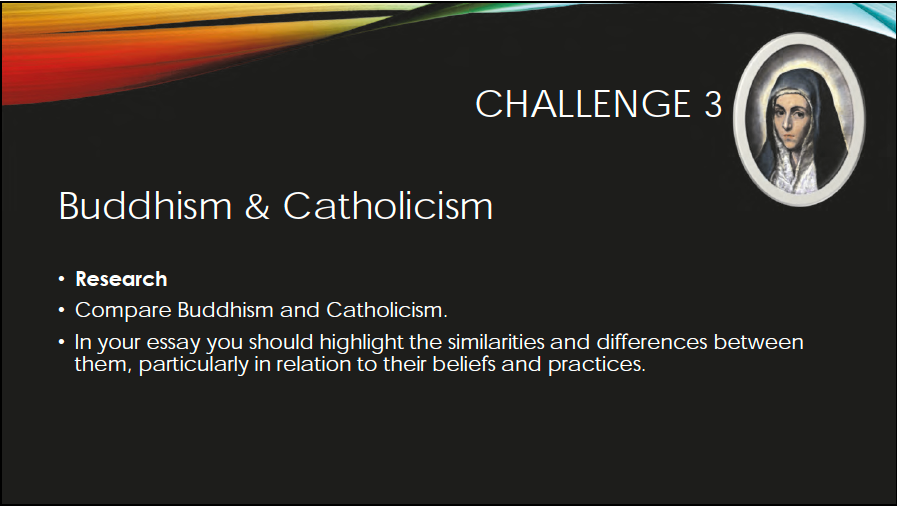 CHALLENGE 3
Buddhism & Catholicism
• Research
• Compare Buddhism and Catholicism.
• In your essay you should highlight the similarities and differences between
them, particularly in relation to their beliefs and practices.